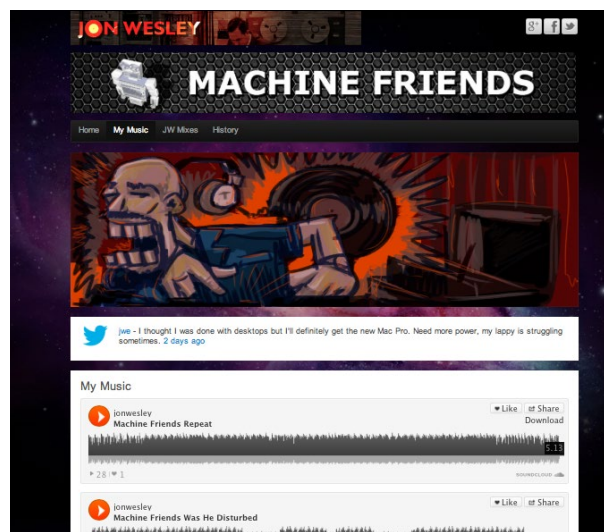 JON WESLEY
g+ f
MACHINE FRIENDS
Home My Music JW Mixes History
jwe - I thought I was done with desktops but I'll definitely get the new Mac Pro. Need more power, my lappy is struggling
sometimes. 2 days ago
My Music
jonwesley
Machine Friends Repeat
Like Share
Download
5.13
28 1
SOUNDCLOUD
jonwesley
Machine Friends Was He Disturbed
Like Share